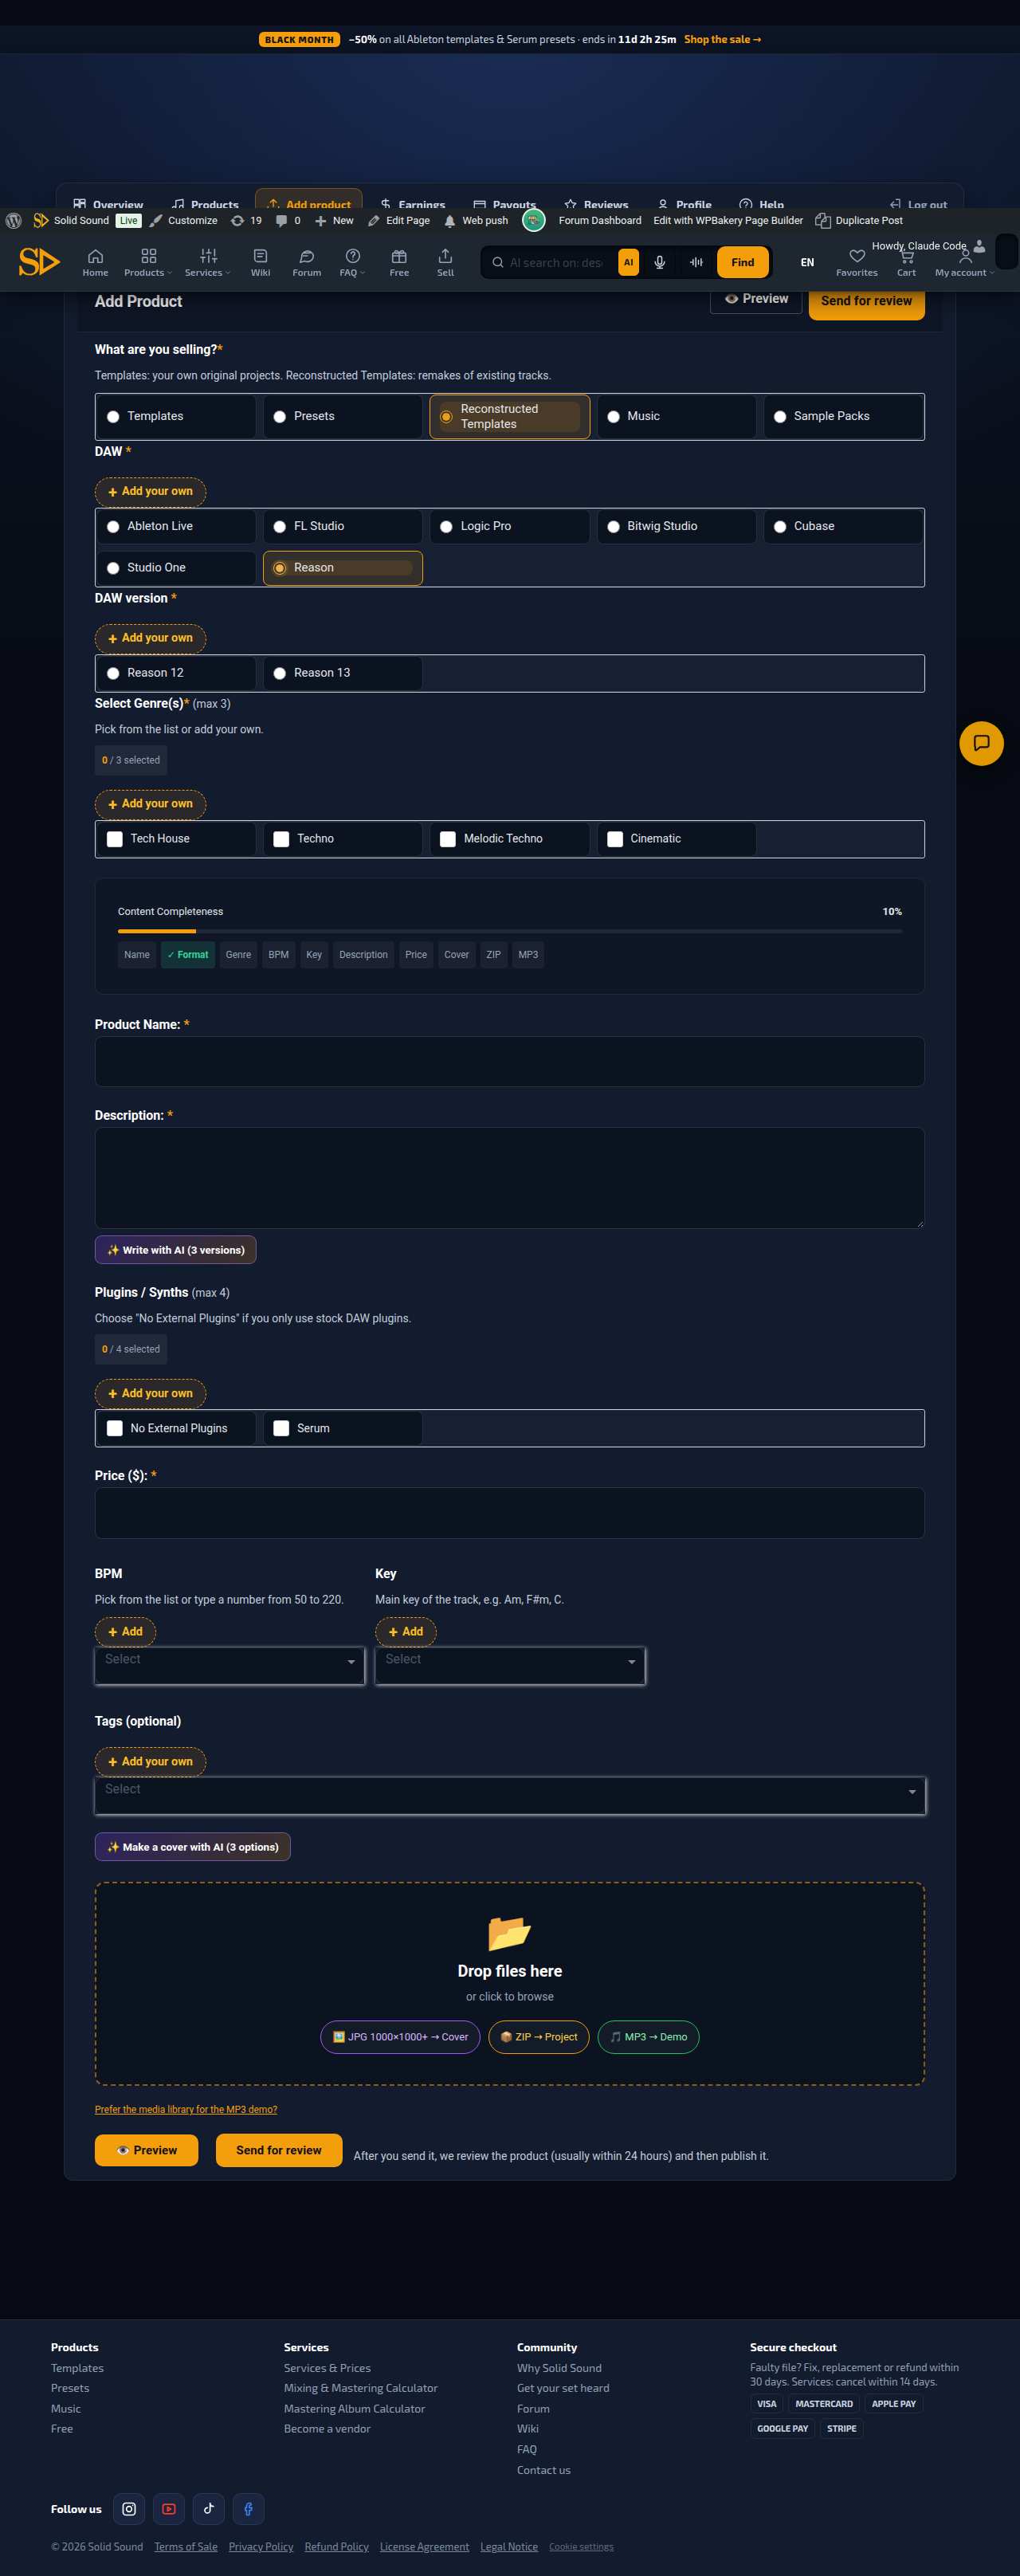 BLACK MONTH −50% on all Ableton templates & Serum presets · ends in 11d 2h 25m Shop the sale →
Overview Products Add product Earnings Payouts Reviews Profile Help Log out
Solid Sound Live Customize 19 0 New Edit Page Web push Forum Dashboard Edit with WPBakery Page Builder Duplicate Post
Howdy, Claude Code
SD Home Products Services Wiki Forum FAQ Free Sell AI search on: des AI Find EN Favorites Cart My account
Add Product 👁️ Preview Send for review
What are you selling?*
Templates: your own original projects. Reconstructed Templates: remakes of existing tracks.
Templates Presets Reconstructed Templates Music Sample Packs
DAW *
+ Add your own
Ableton Live FL Studio Logic Pro Bitwig Studio Cubase
Studio One Reason
DAW version *
+ Add your own
Reason 12 Reason 13
Select Genre(s)* (max 3)
Pick from the list or add your own.
0 / 3 selected
+ Add your own
Tech House Techno Melodic Techno Cinematic
Content Completeness 10%
Name ✓ Format Genre BPM Key Description Price Cover ZIP MP3
Product Name: *
Description: *
✨ Write with AI (3 versions)
Plugins / Synths (max 4)
Choose "No External Plugins" if you only use stock DAW plugins.
0 / 4 selected
+ Add your own
No External Plugins Serum
Price ($): *
BPM Key
Pick from the list or type a number from 50 to 220. Main key of the track, e.g. Am, F#m, C.
+ Add + Add
Select Select
Tags (optional)
+ Add your own
Select
✨ Make a cover with AI (3 options)
Drop files here
or click to browse
🖼️ JPG 1000×1000+ → Cover 📦 ZIP → Project 🎵 MP3 → Demo
Prefer the media library for the MP3 demo?
👁️ Preview Send for review After you send it, we review the product (usually within 24 hours) and then publish it.
Products Services Community Secure checkout
Templates Services & Prices Why Solid Sound Faulty file? Fix, replacement or refund within
Presets Mixing & Mastering Calculator Get your set heard 30 days. Services: cancel within 14 days.
Music Mastering Album Calculator Forum VISA MASTERCARD APPLE PAY
Free Become a vendor Wiki GOOGLE PAY STRIPE
FAQ
Contact us
Follow us
© 2026 Solid Sound Terms of Sale Privacy Policy Refund Policy License Agreement Legal Notice Cookie settings